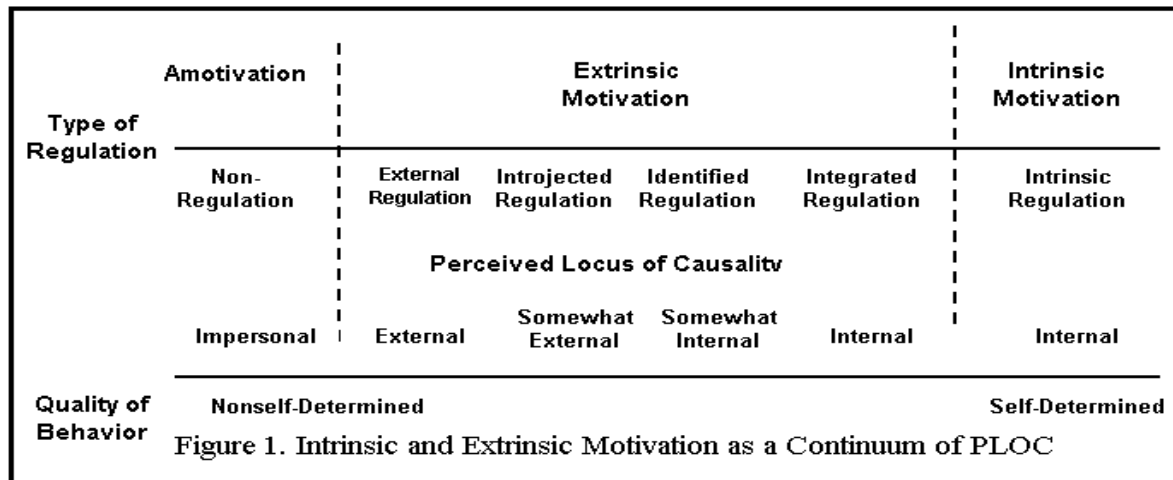 Amotivation
Extrinsic
Motivation
Intrinsic
Motivation
Type of
Regulation
Non-
Regulation
External
Regulation
Introjected
Regulation
Identified
Regulation
Integrated
Regulation
Intrinsic
Regulation
Perceived Locus of Causality
Impersonal
External
Somewhat
External
Somewhat
Internal
Internal
Internal
Quality of
Behavior
Nonself-Determined
Self-Determined
Figure 1. Intrinsic and Extrinsic Motivation as a Continuum of PLOC